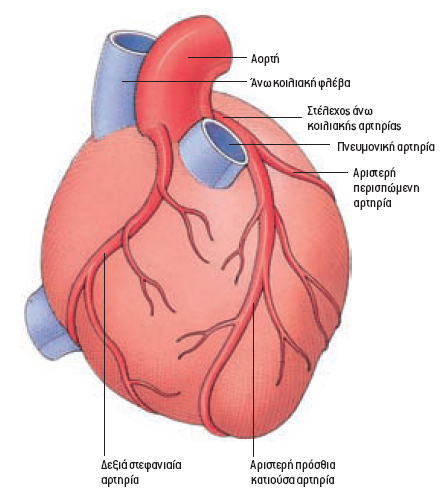 Αορτή
Άνω κοιλιακή φλέβα
Στέλεχος άνω
κοιλιακής αρτηρίας
Πνευμονική αρτηρία
Αριστερή
περισπώμενη
αρτηρία
Δεξιά στεφανιαία
αρτηρία
Αριστερή πρόσθια
κατιούσα αρτηρία